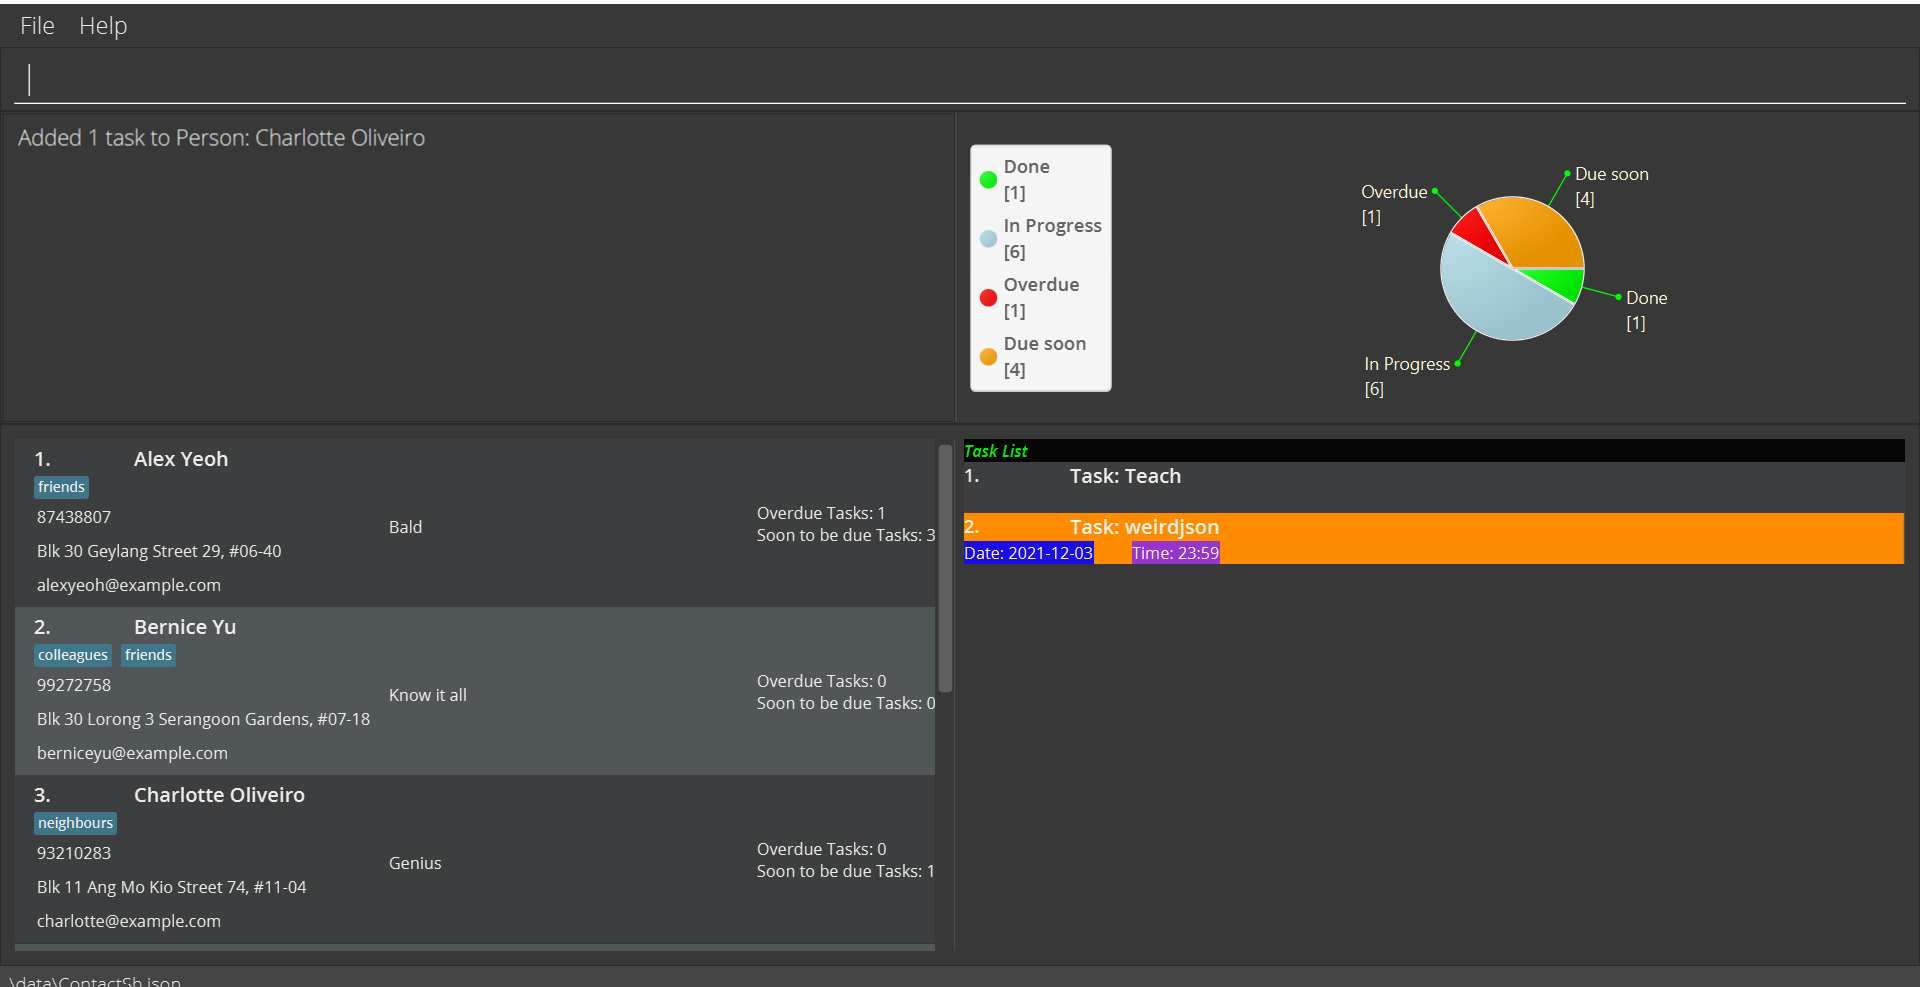 File Help
Added 1 task to Person: Charlotte Oliveiro
Done
[1]
In Progress
[6]
Overdue
[1]
Due soon
[4]
Due soon
[4]
Overdue
[1]
Done
[1]
In Progress
[6]
1. Alex Yeoh
friends
87438807
Blk 30 Geylang Street 29, #06-40
alexyeoh@example.com
Bald
Overdue Tasks: 1
Soon to be due Tasks: 3
2. Bernice Yu
colleagues friends
99272758
Blk 30 Lorong 3 Serangoon Gardens, #07-18
berniceyu@example.com
Know it all
Overdue Tasks: 0
Soon to be due Tasks: 0
3. Charlotte Oliveiro
neighbours
93210283
Blk 11 Ang Mo Kio Street 74, #11-04
charlotte@example.com
Genius
Overdue Tasks: 0
Soon to be due Tasks: 1
Task List
1. Task: Teach
2. Task: weirdjson
Date: 2021-12-03 Time: 23:59
\data\ContactSh.json